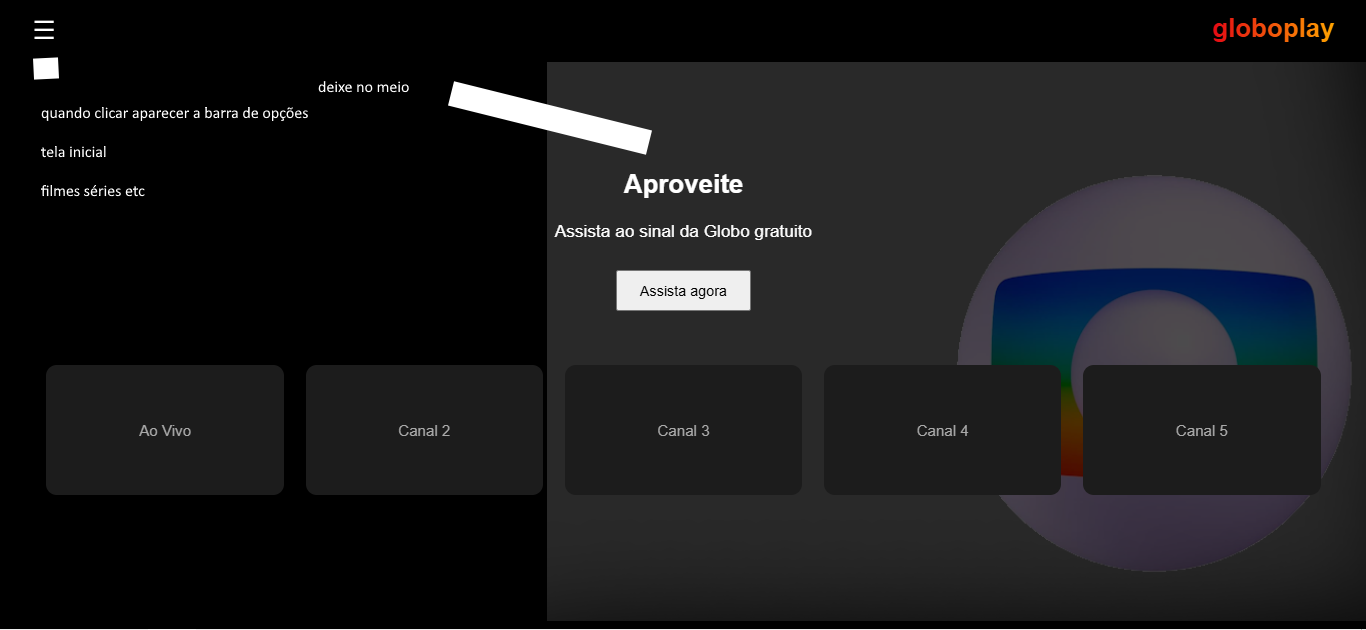 ☰
globoplay
deixe no meio
quando clicar aparecer a barra de opções
tela inicial
filmes séries etc
Aproveite
Assista ao sinal da Globo gratuito
Assista agora
Ao Vivo
Canal 2
Canal 3
Canal 4
Canal 5